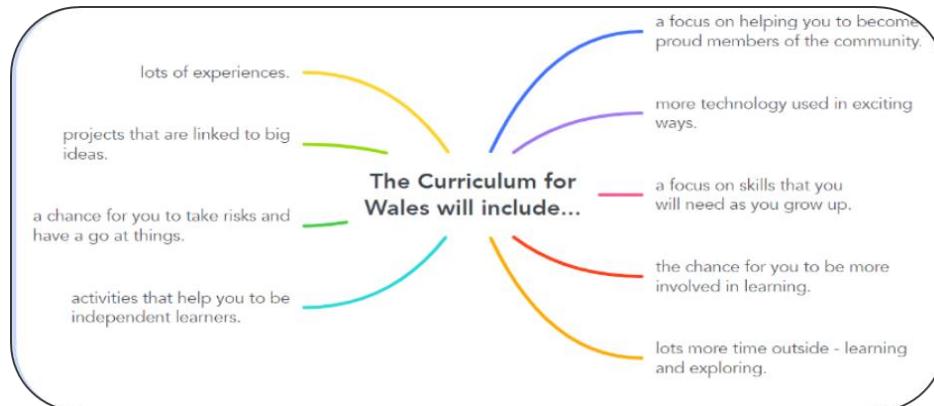 The Curriculum for
Wales will include...
lots of experiences.
projects that are linked to big
ideas.
a chance for you to take risks and
have a go at things.
activities that help you to be
independent learners.
a focus on helping you to become
proud members of the community.
more technology used in exciting
ways.
a focus on skills that you
will need as you grow up.
the chance for you to be more
involved in learning.
lots more time outside - learning
and exploring.